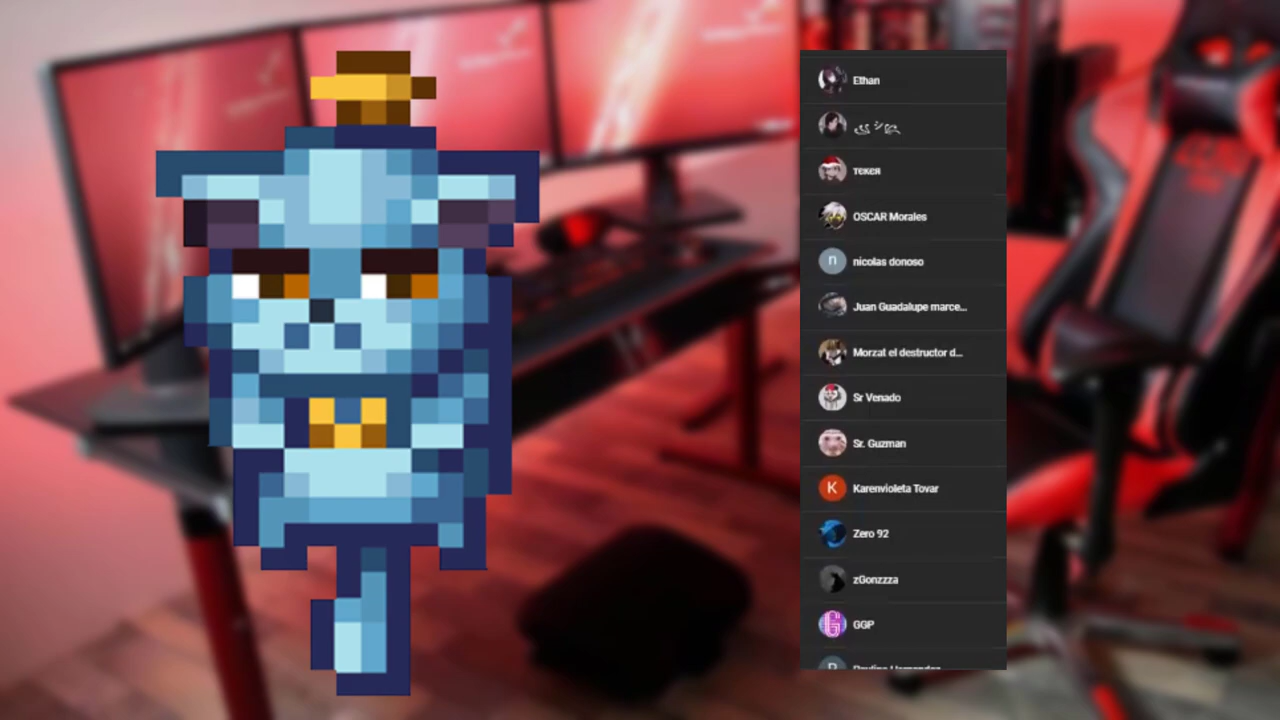 Ethan
TEKEЯ
OSCAR Morales
n
nicolas donoso
Juan Guadalupe marce...
Morzat el destructor d...
Sr Venado
Sr. Guzman
K
Karenvioleta Tovar
Zero 92
zGonzzza
G
GGP